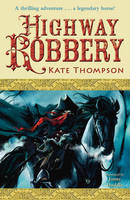 A thrilling adventure . . . a legendary horse!
HIGHWAY
ROBBERY
KATE THOMPSON